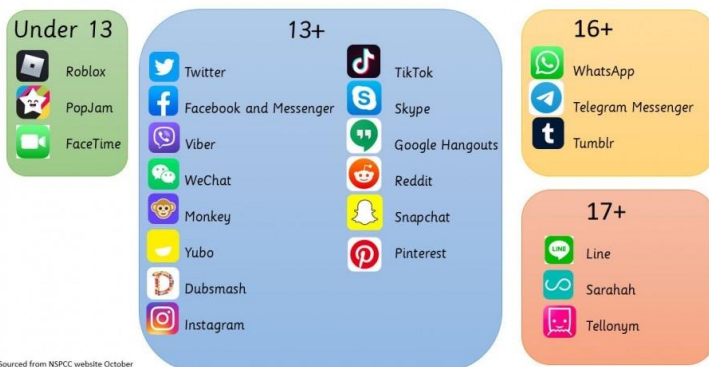 Under 13
Roblox
PopJam
FaceTime
13+
Twitter
Facebook and Messenger
Viber
WeChat
Monkey
Yubo
Dubsmash
Instagram
TikTok
Skype
Google Hangouts
Reddit
Snapchat
Pinterest
16+
WhatsApp
Telegram Messenger
Tumblr
17+
LINE
Line
Sarahah
Tellonym
Sourced from NSPCC website October